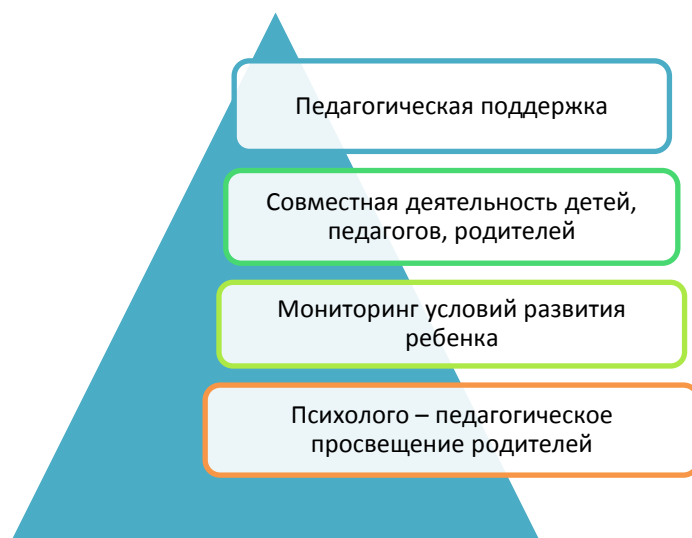 Педагогическая поддержка
Совместная деятельность детей,
педагогов, родителей
Мониторинг условий развития
ребенка
Психолого – педагогическое
просвещение родителей